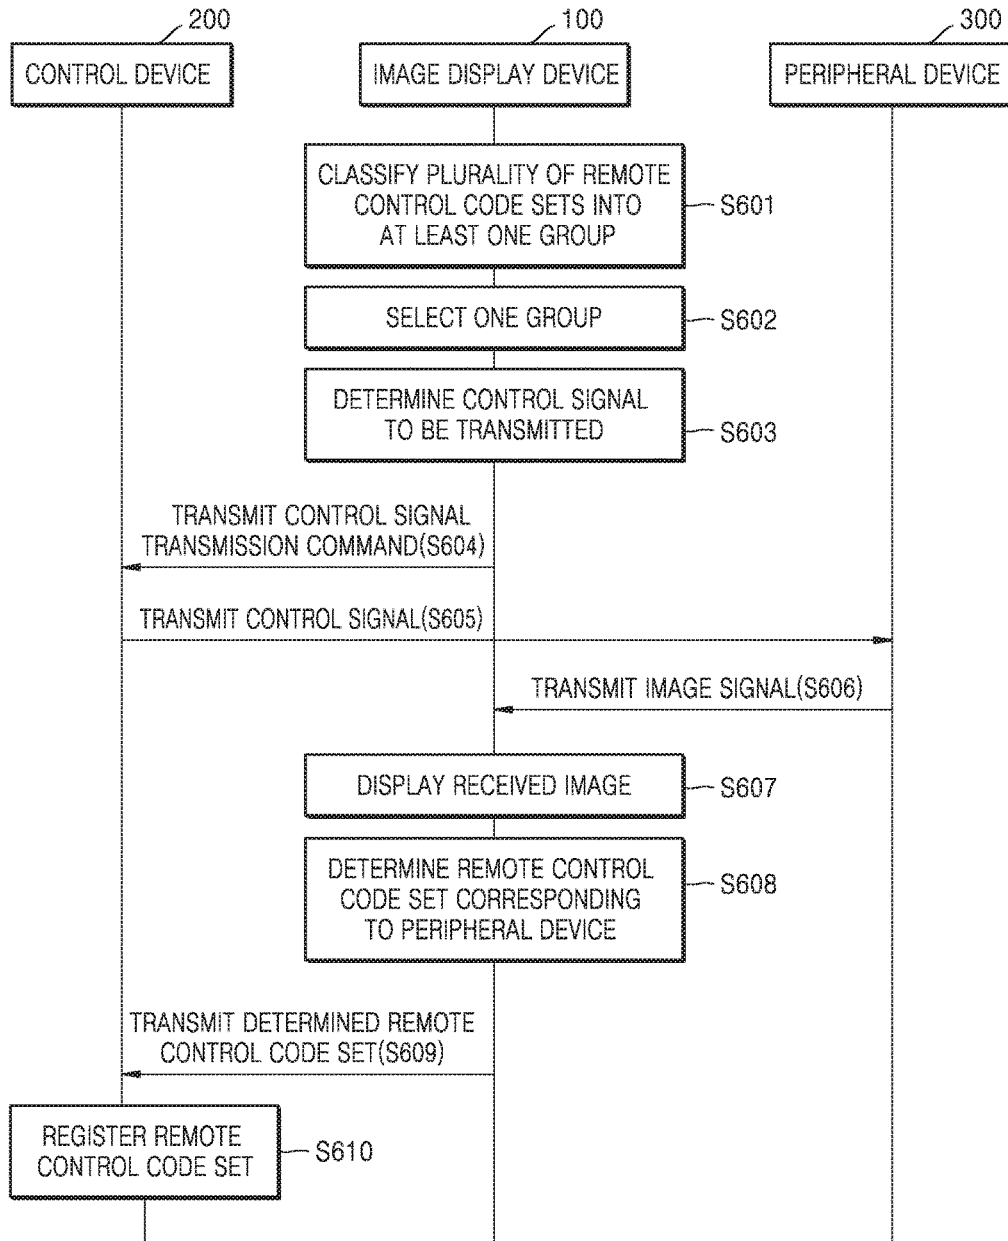 200
100
300
CONTROL DEVICE
IMAGE DISPLAY DEVICE
PERIPHERAL DEVICE
CLASSIFY PLURALITY OF REMOTE
CONTROL CODE SETS INTO
AT LEAST ONE GROUP
S601
SELECT ONE GROUP
S602
DETERMINE CONTROL SIGNAL
TO BE TRANSMITTED
S603
TRANSMIT CONTROL SIGNAL
TRANSMISSION COMMAND(S604)
TRANSMIT CONTROL SIGNAL(S605)
TRANSMIT IMAGE SIGNAL(S606)
DISPLAY RECEIVED IMAGE
S607
DETERMINE REMOTE CONTROL
CODE SET CORRESPONDING
TO PERIPHERAL DEVICE
S608
TRANSMIT DETERMINED REMOTE
CONTROL CODE SET(S609)
REGISTER REMOTE
CONTROL CODE SET
S610